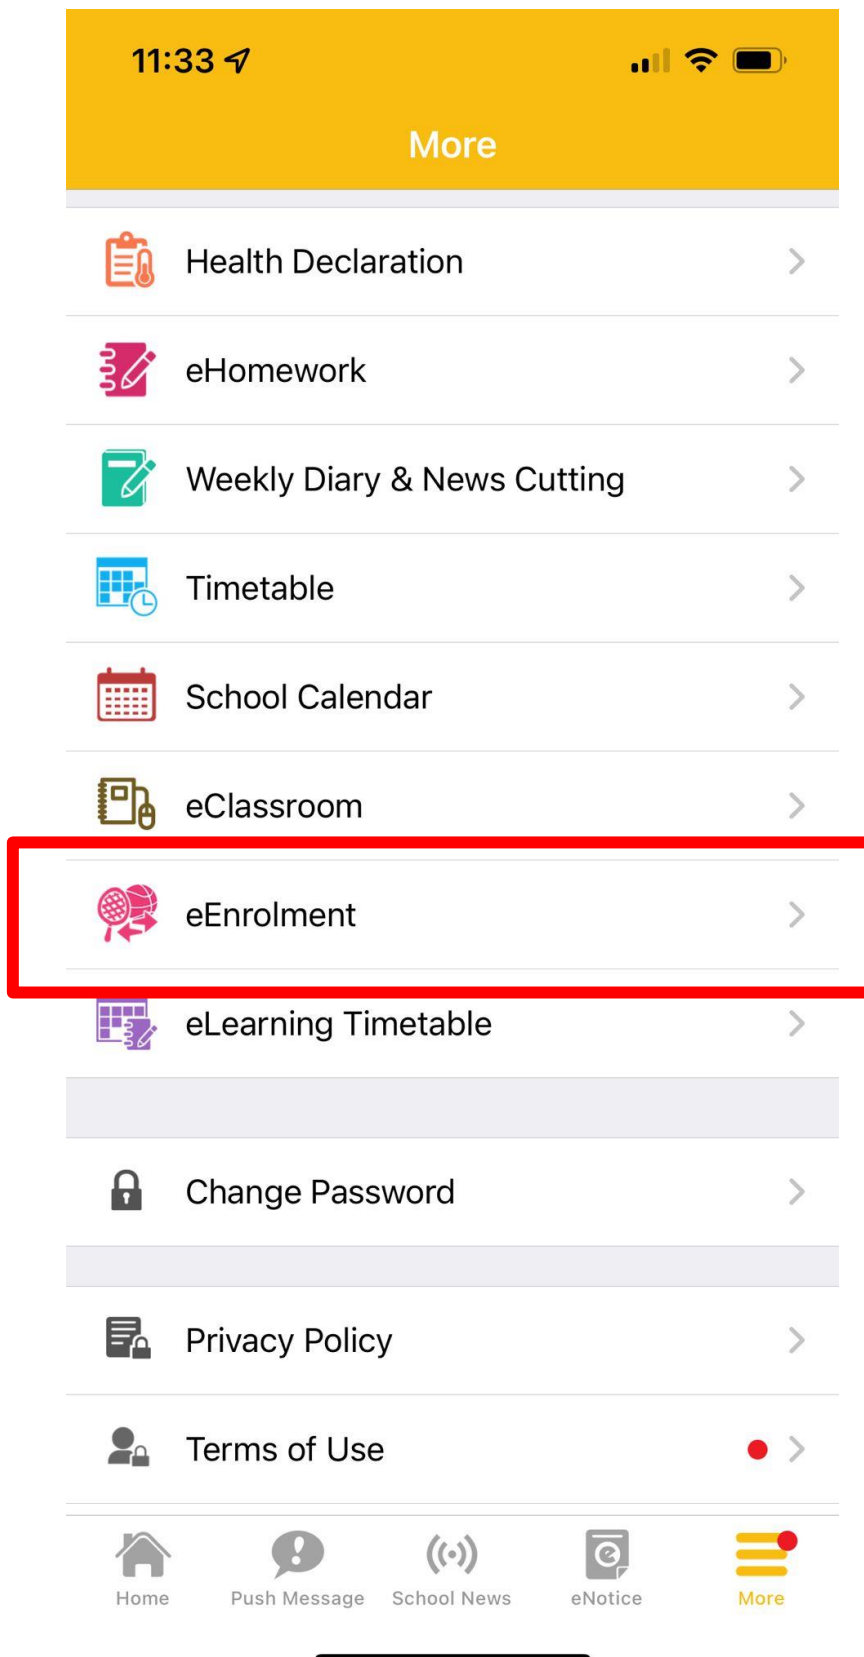 11:33
More
Health Declaration
eHomework
Weekly Diary & News Cutting
Timetable
School Calendar
eClassroom
eEnrolment
eLearning Timetable
Change Password
Privacy Policy
Terms of Use
Home Push Message School News eNotice More